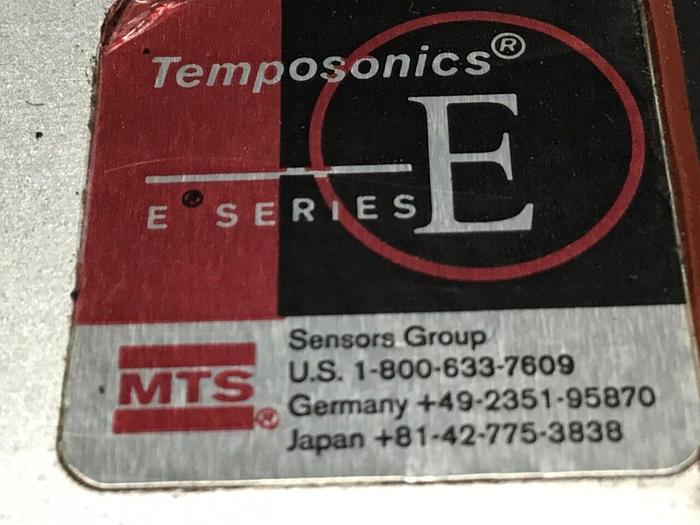 Temposonics®
E
E® SERIES
MTS®
Sensors Group
U.S. 1-800-633-7609
Germany +49-2351-95870
Japan +81-42-775-3838